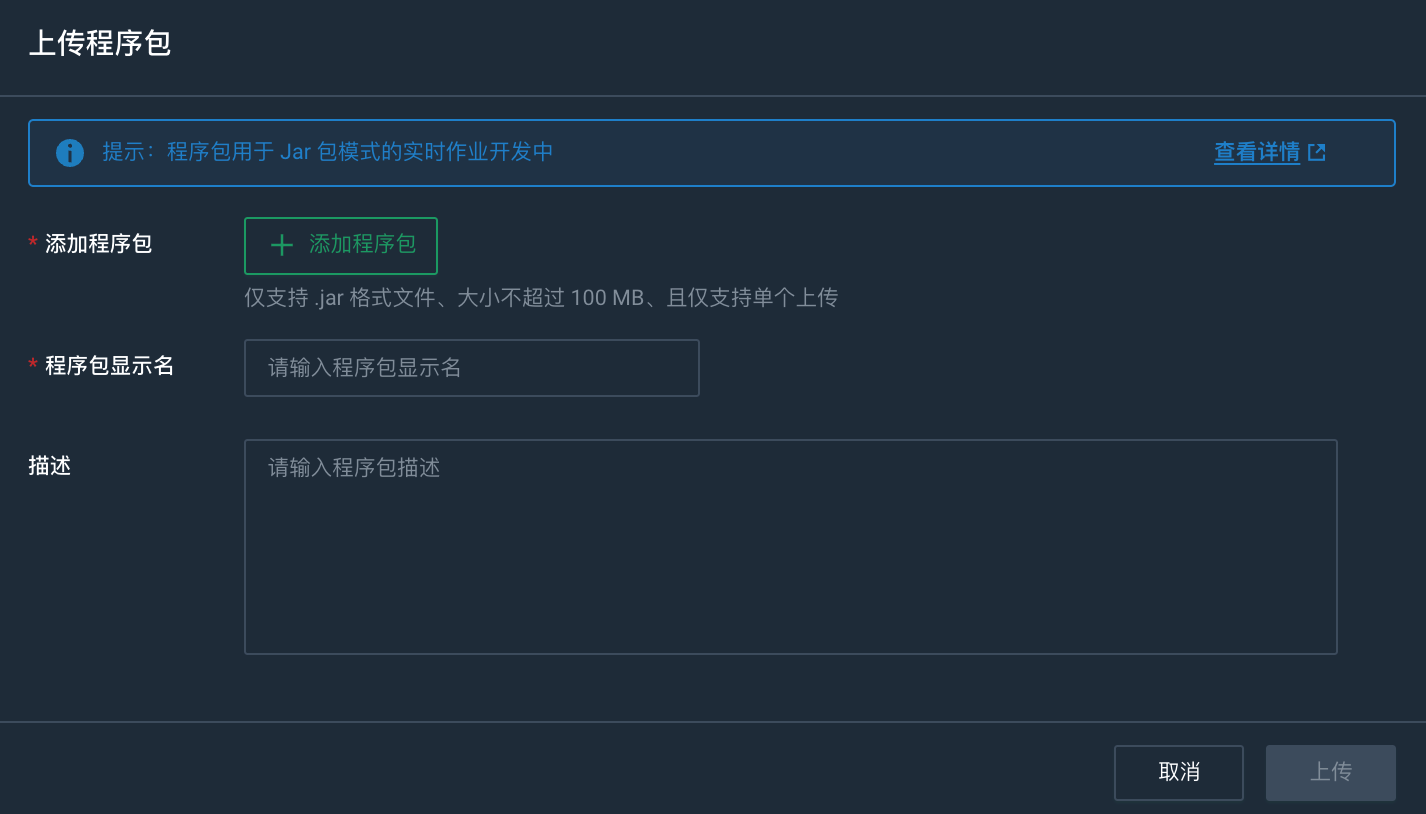 上传程序包
提示：程序包用于 Jar 包模式的实时作业开发中
查看详情
* 添加程序包
添加程序包
仅支持 .jar 格式文件、大小不超过 100 MB、且仅支持单个上传
* 程序包显示名
请输入程序包显示名
描述
请输入程序包描述
取消
上传